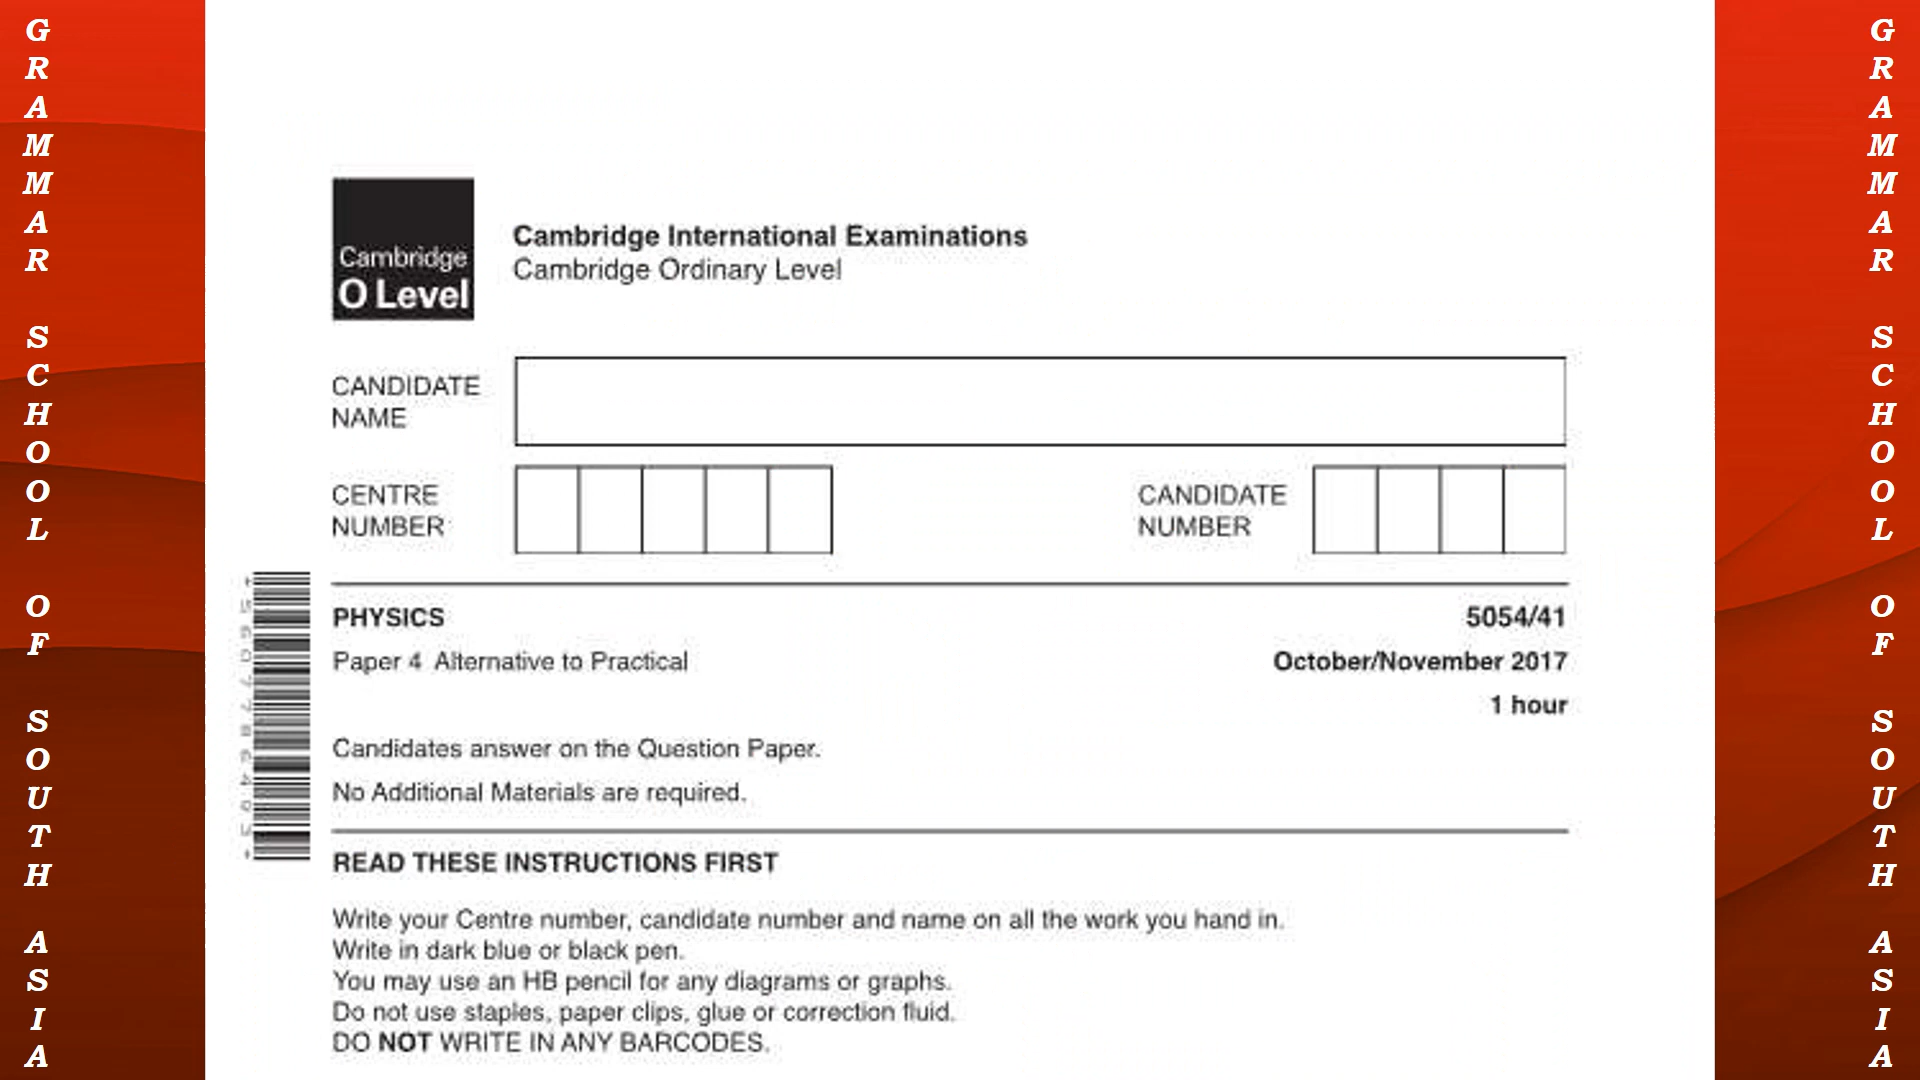 GRAMMAR SCHOOL OF SOUTH ASIA
Cambridge
O Level
Cambridge International Examinations
Cambridge Ordinary Level
CANDIDATE
NAME
CENTRE
NUMBER
CANDIDATE
NUMBER
PHYSICS
5054/41
Paper 4 Alternative to Practical
October/November 2017
1 hour
Candidates answer on the Question Paper.
No Additional Materials are required.
READ THESE INSTRUCTIONS FIRST
Write your Centre number, candidate number and name on all the work you hand in.
Write in dark blue or black pen.
You may use an HB pencil for any diagrams or graphs.
Do not use staples, paper clips, glue or correction fluid.
DO NOT WRITE IN ANY BARCODES.
GRAMMAR SCHOOL OF SOUTH ASIA